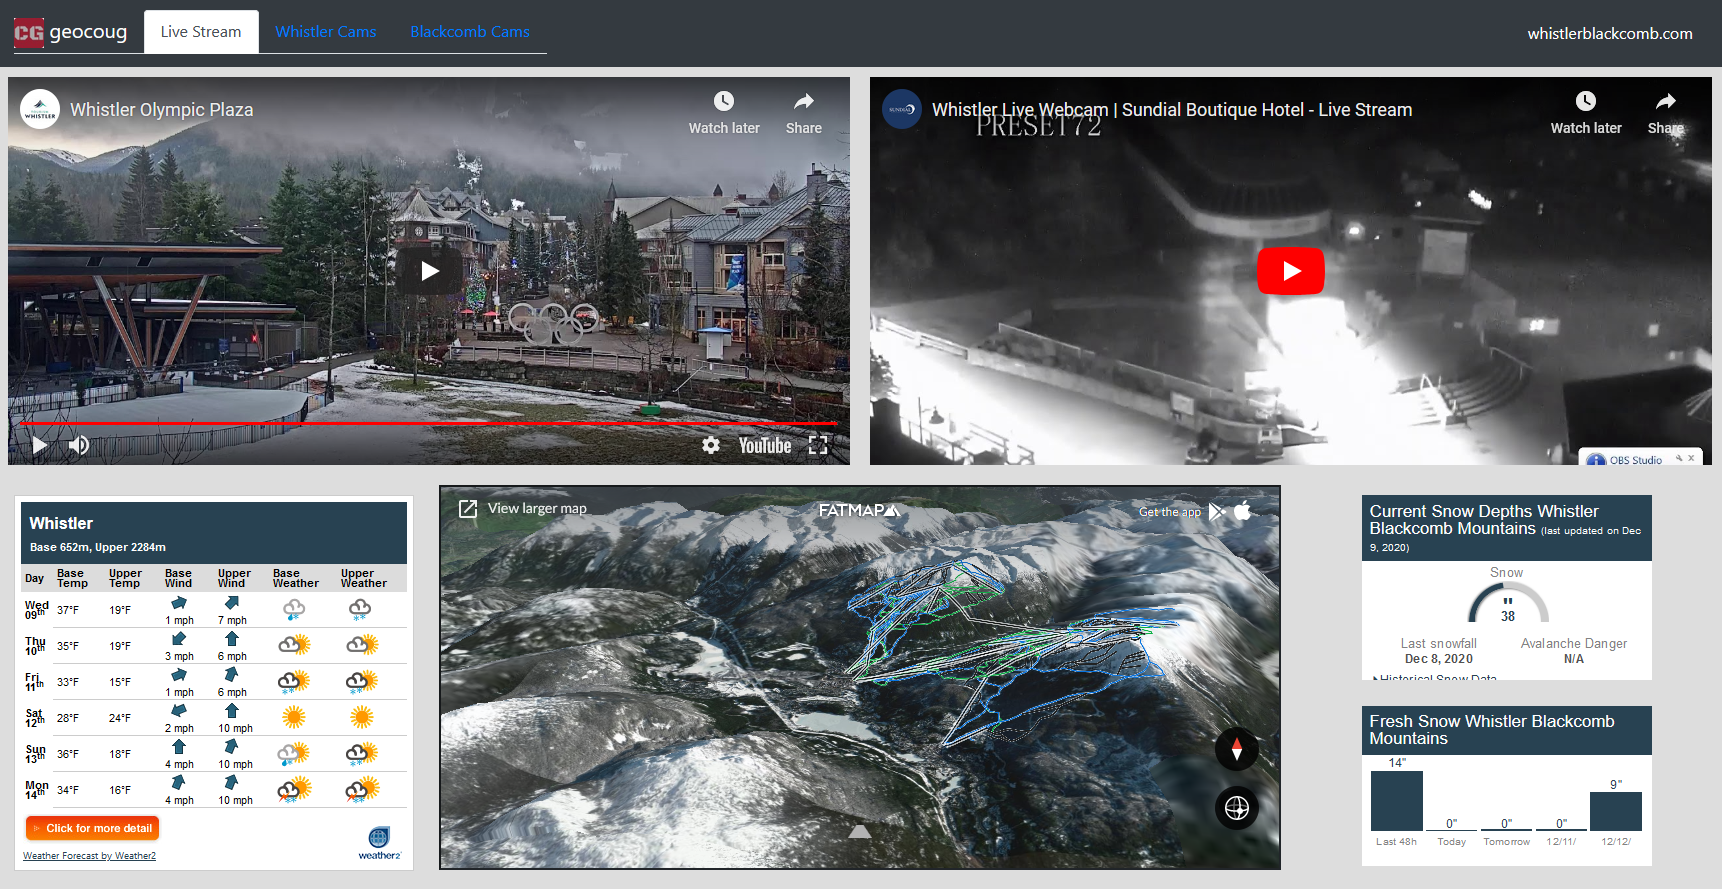 CG geocoug
Live Stream
Whistler Cams
Blackcomb Cams
whistlerblackcomb.com
WHISTLER
Whistler Olympic Plaza
Watch later
Share
YouTube
SUNDIAL
Whistler Live Webcam | Sundial Boutique Hotel - Live Stream
PRESET72
Watch later
Share
OBS Studio
Whistler
Base 652m, Upper 2284m
Day Base Temp Upper Temp Base Wind Upper Wind Base Weather Upper Weather
Wed 09th 37°F 19°F 1 mph 7 mph
Thu 10th 35°F 19°F 3 mph 6 mph
Fri 11th 33°F 15°F 1 mph 6 mph
Sat 12th 28°F 24°F 2 mph 10 mph
Sun 13th 36°F 18°F 4 mph 10 mph
Mon 14th 34°F 16°F 4 mph 10 mph
Click for more detail
Weather Forecast by Weather2
weather2
View larger map
FATMAP
Get the app
Current Snow Depths Whistler
Blackcomb Mountains (last updated on Dec
9, 2020)
Snow
"
38
Last snowfall
Dec 8, 2020
Avalanche Danger
N/A
Historical Snow Data
Fresh Snow Whistler Blackcomb
Mountains
14" 0" 0" 0" 9"
Last 48h Today Tomorrow 12/11/ 12/12/